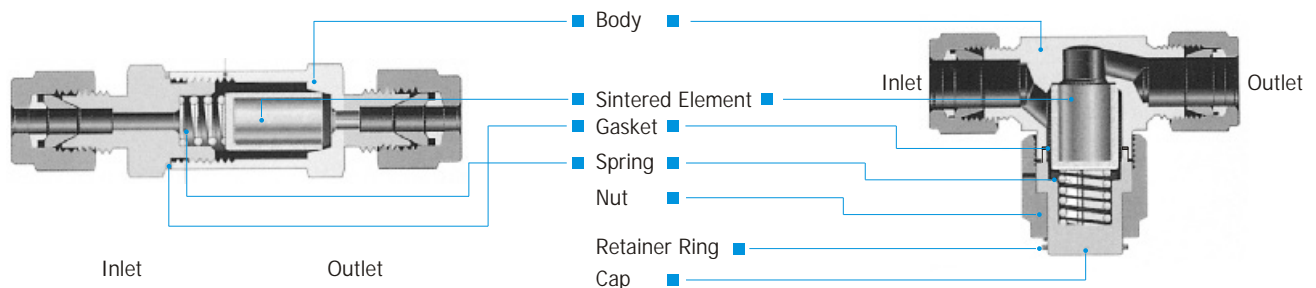 Body
Inlet
Outlet
Sintered Element
Gasket
Spring
Nut
Retainer Ring
Inlet
Outlet
Cap